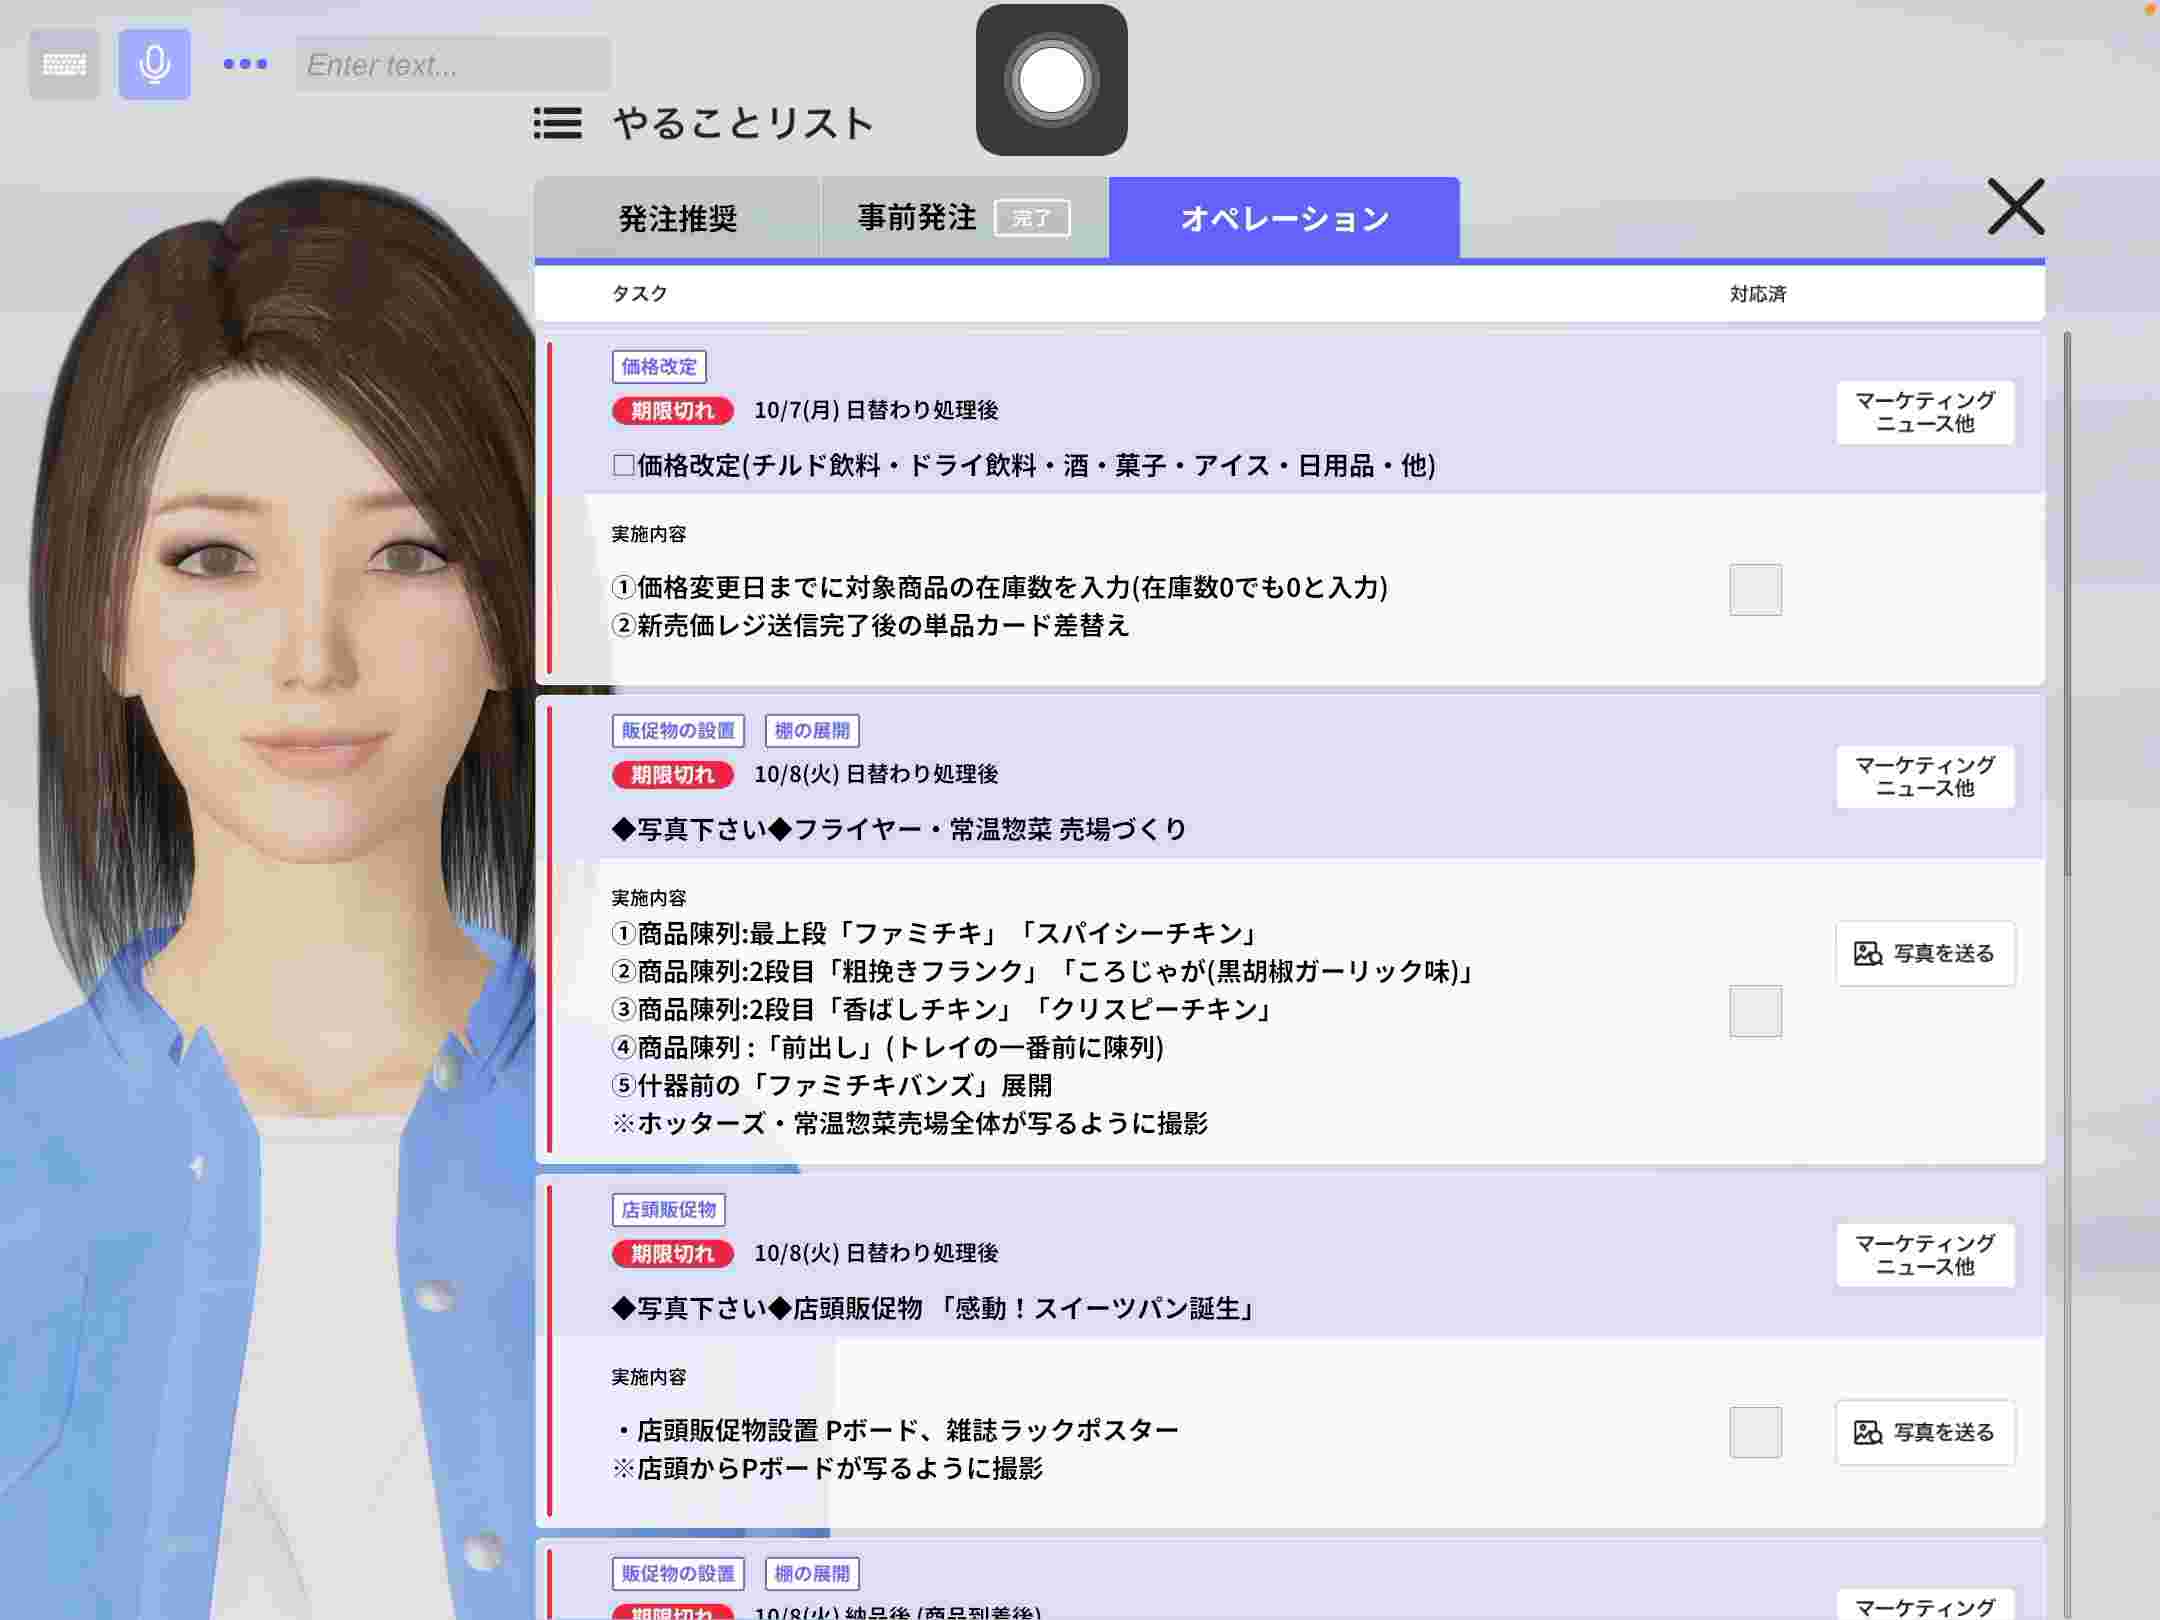 Enter text...
やることリスト
発注推奨
事前発注 完了
オペレーション
タスク
対応済
価格改定
期限切れ 10/7(月) 日替わり処理後
マーケティング
ニュース他
□価格改定(チルド飲料・ドライ飲料・酒・菓子・アイス・日用品・他)
実施内容
①価格変更日までに対象商品の在庫数を入力(在庫数0でも0と入力)
②新売価レジ送信完了後の単品カード差替え
販促物の設置 棚の展開
期限切れ 10/8(火) 日替わり処理後
マーケティング
ニュース他
◆写真下さい◆フライヤー・常温惣菜 売場づくり
実施内容
①商品陳列:最上段「ファミチキ」「スパイシーチキン」
写真を送る
②商品陳列:2段目「粗挽きフランク」「ころじゃが(黒胡椒ガーリック味)」
③商品陳列:2段目「香ばしチキン」「クリスピーチキン」
④商品陳列 :「前出し」(トレイの一番前に陳列)
⑤什器前の「ファミチキバンズ」展開
※ホッターズ・常温惣菜売場全体が写るように撮影
店頭販促物
期限切れ 10/8(火) 日替わり処理後
マーケティング
ニュース他
◆写真下さい◆店頭販促物 「感動！スイーツパン誕生」
実施内容
・店頭販促物設置 Pボード、雑誌ラックポスター
写真を送る
※店頭からPボードが写るように撮影
販促物の設置 棚の展開
期限切れ 10/8(火) 納品後 (商品到着後)
マーケティング